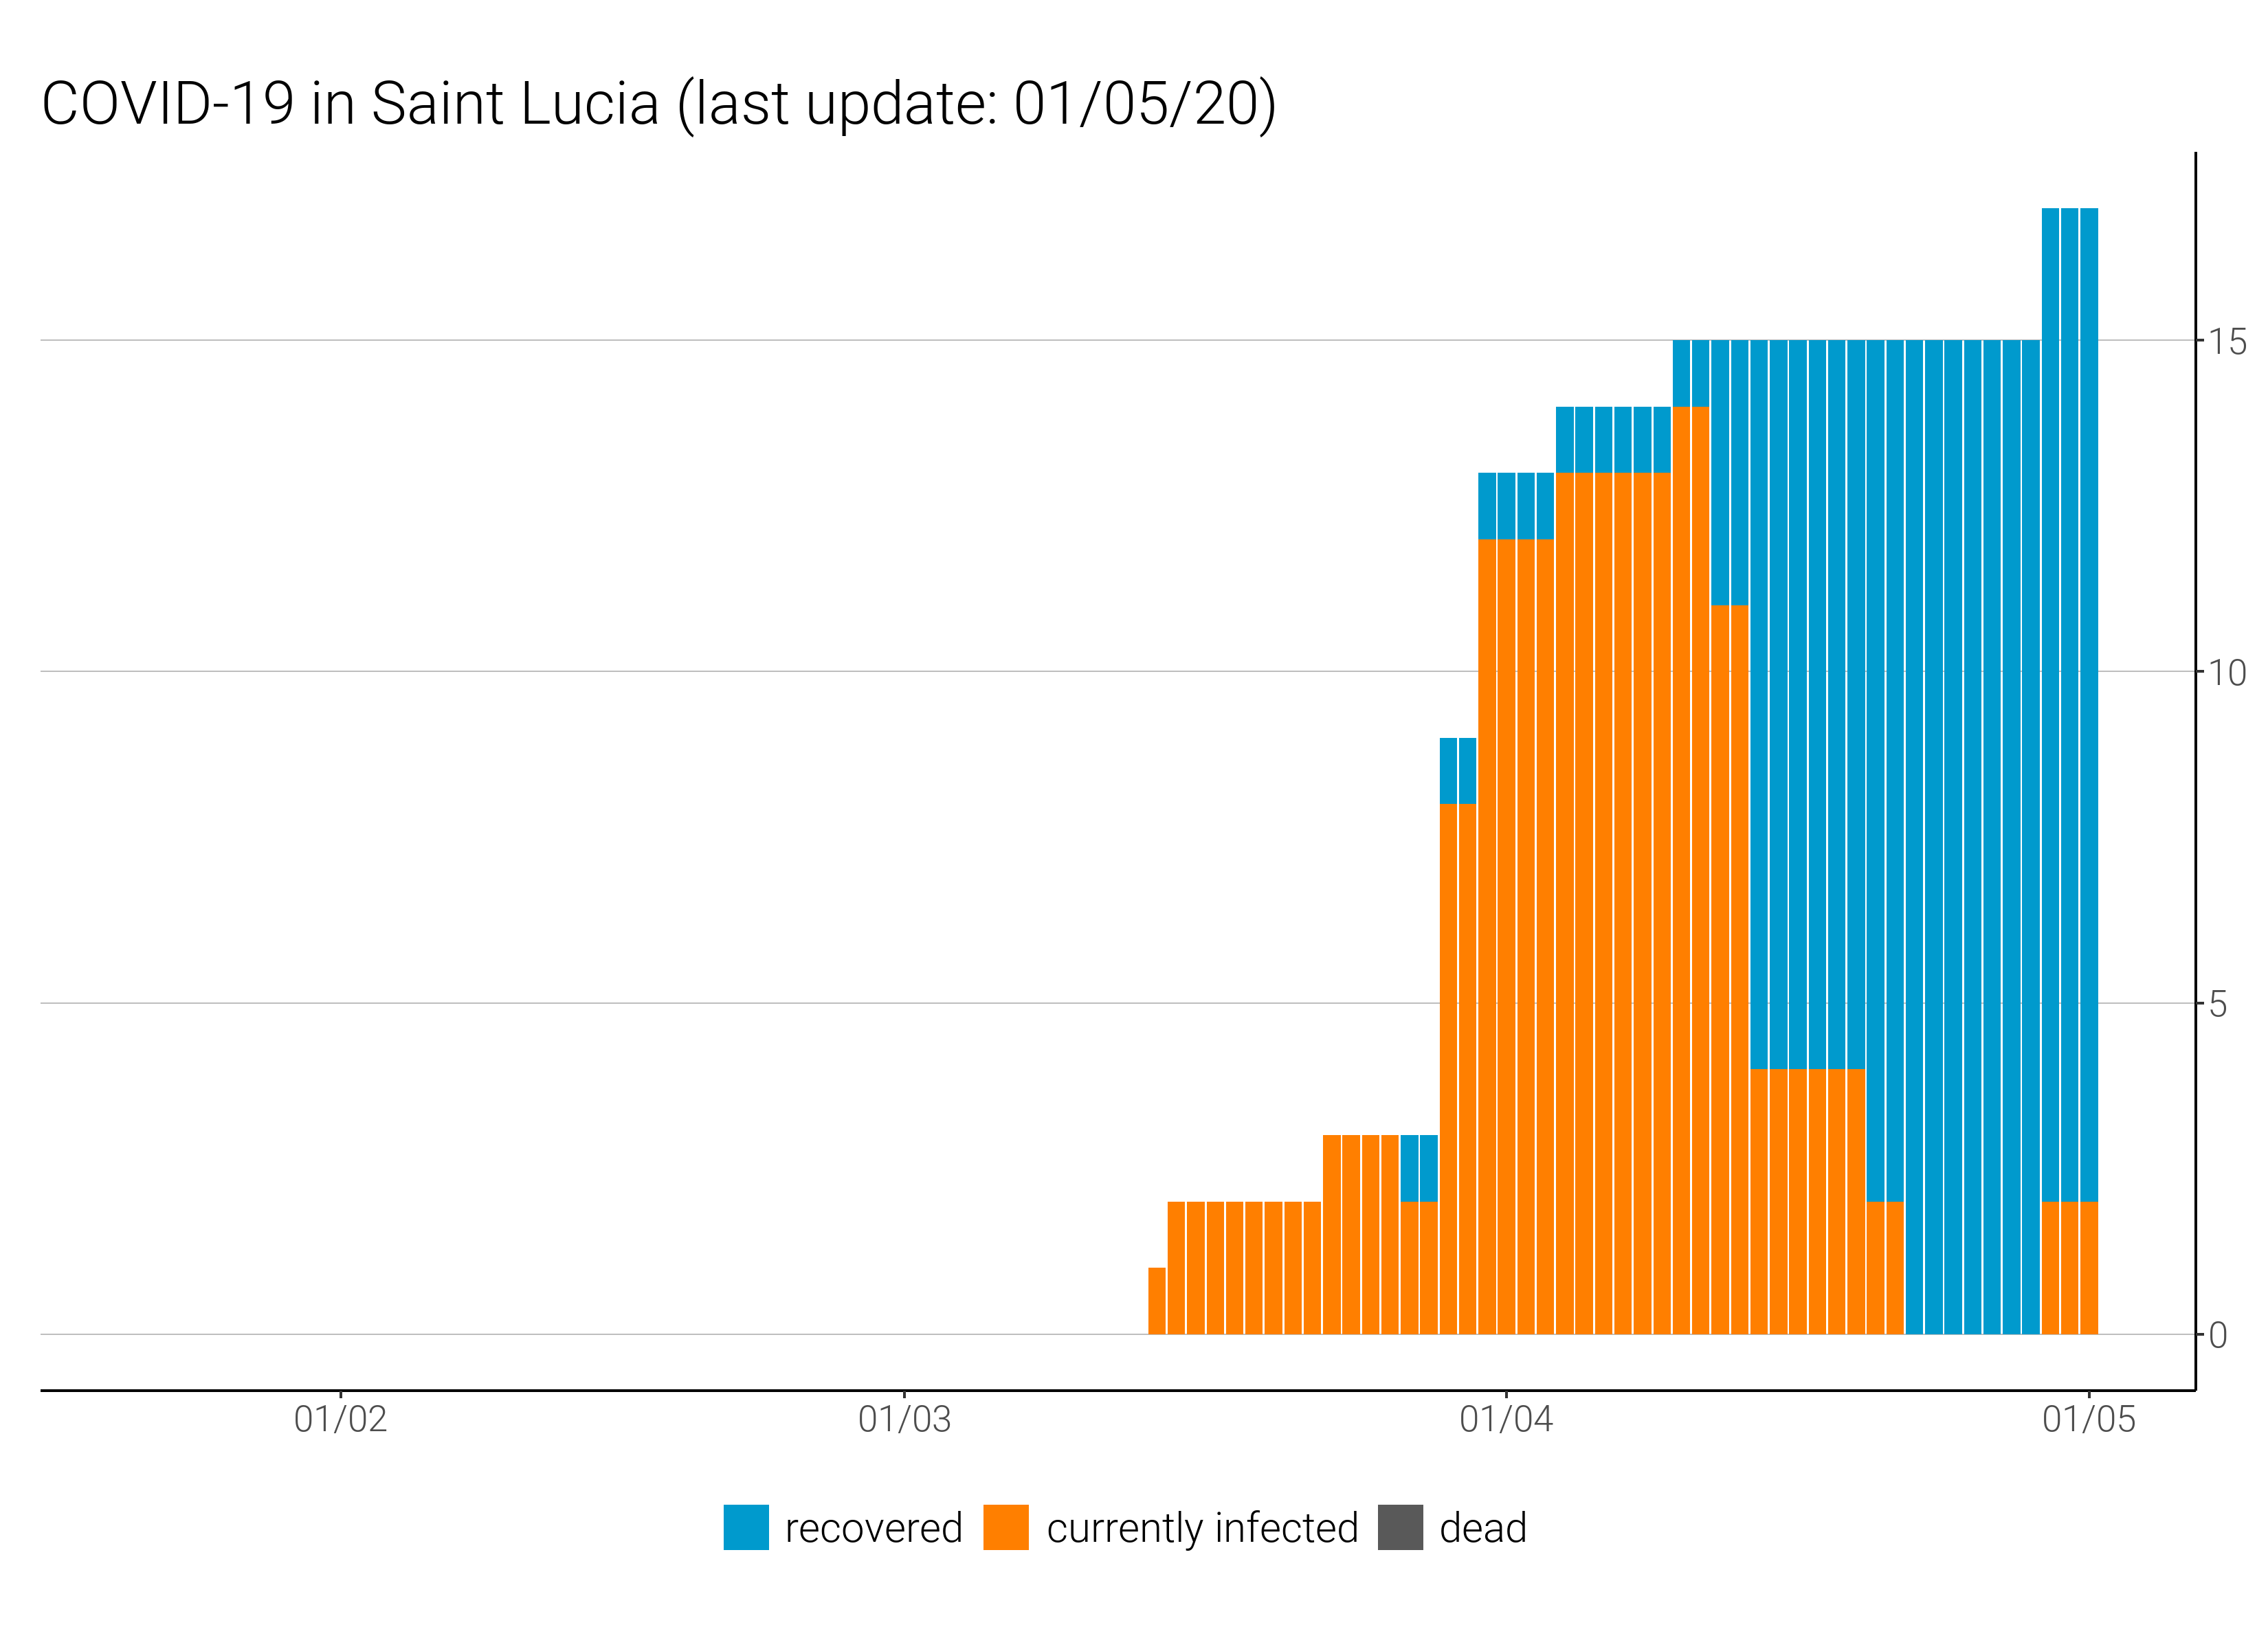 COVID-19 in Saint Lucia (last update: 01/05/20)
15
10
5
0
01/02 01/03 01/04 01/05
recovered currently infected dead